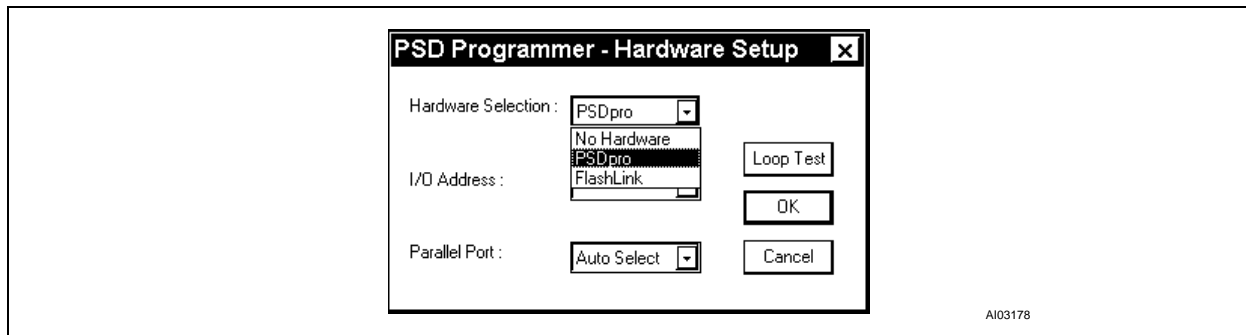 PSD Programmer - Hardware Setup
Hardware Selection :
PSDpro
No Hardware
PSDpro
FlashLink
Loop Test
I/O Address :
OK
Parallel Port :
Auto Select
Cancel
AI03178